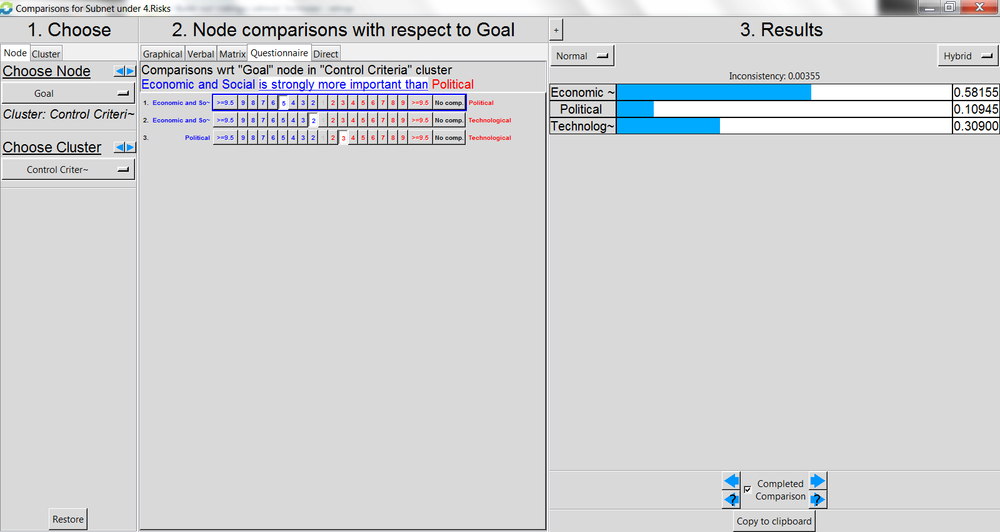 Comparisons for Subnet under 4.Risks
1. Choose
2. Node comparisons with respect to Goal
+
3. Results
Node Cluster
Graphical Verbal Matrix Questionnaire Direct
Normal
Hybrid
Choose Node
Goal
Cluster: Control Criteri~
Choose Cluster
Control Criter~
Restore
Comparisons wrt "Goal" node in "Control Criteria" cluster
Economic and Social is strongly more important than Political
1. Economic and So~ >=9.5 9 8 7 6 5 4 3 2 1 2 3 4 5 6 7 8 9 >=9.5 No comp. Political
2. Economic and So~ >=9.5 9 8 7 6 5 4 3 2 1 2 3 4 5 6 7 8 9 >=9.5 No comp. Technological
3. Political >=9.5 9 8 7 6 5 4 3 2 1 2 3 4 5 6 7 8 9 >=9.5 No comp. Technological
Inconsistency: 0.00355
Economic ~ 0.58155
Political 0.10945
Technolog~ 0.30900
Completed
Comparison
? ?
Copy to clipboard